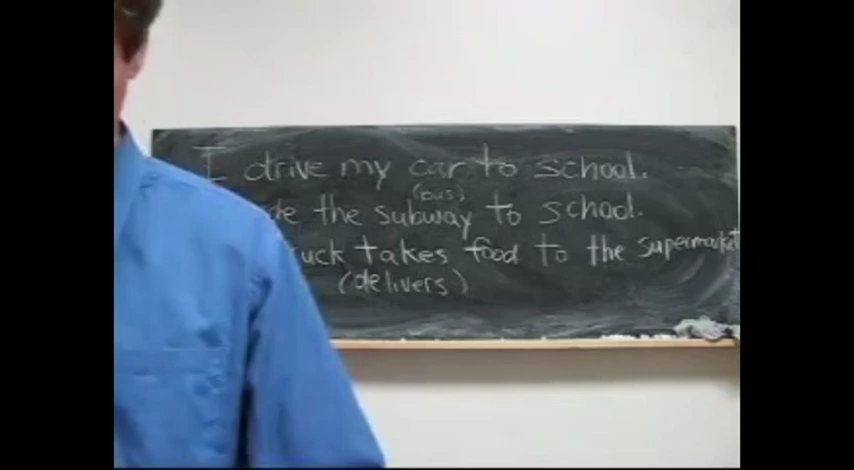 I drive my car to school.
(bus)
de the subway to school.
uck takes food to the supermarket
(delivers)